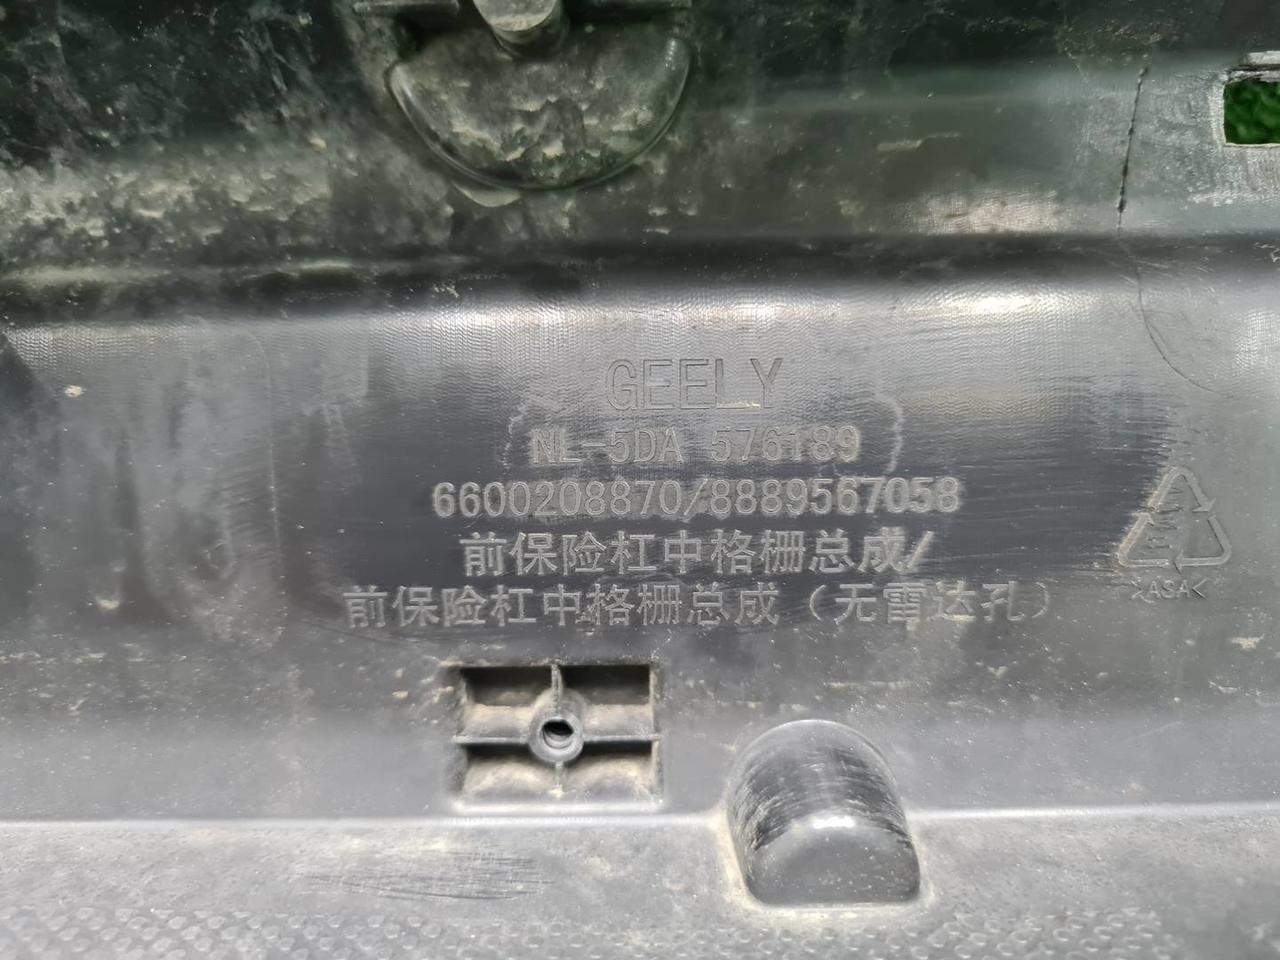 GEELY
NL-5DA 576189
6600208870/8889567058
前保险杠中格栅总成/
前保险杠中格栅总成（无雷达孔）
>ASA<